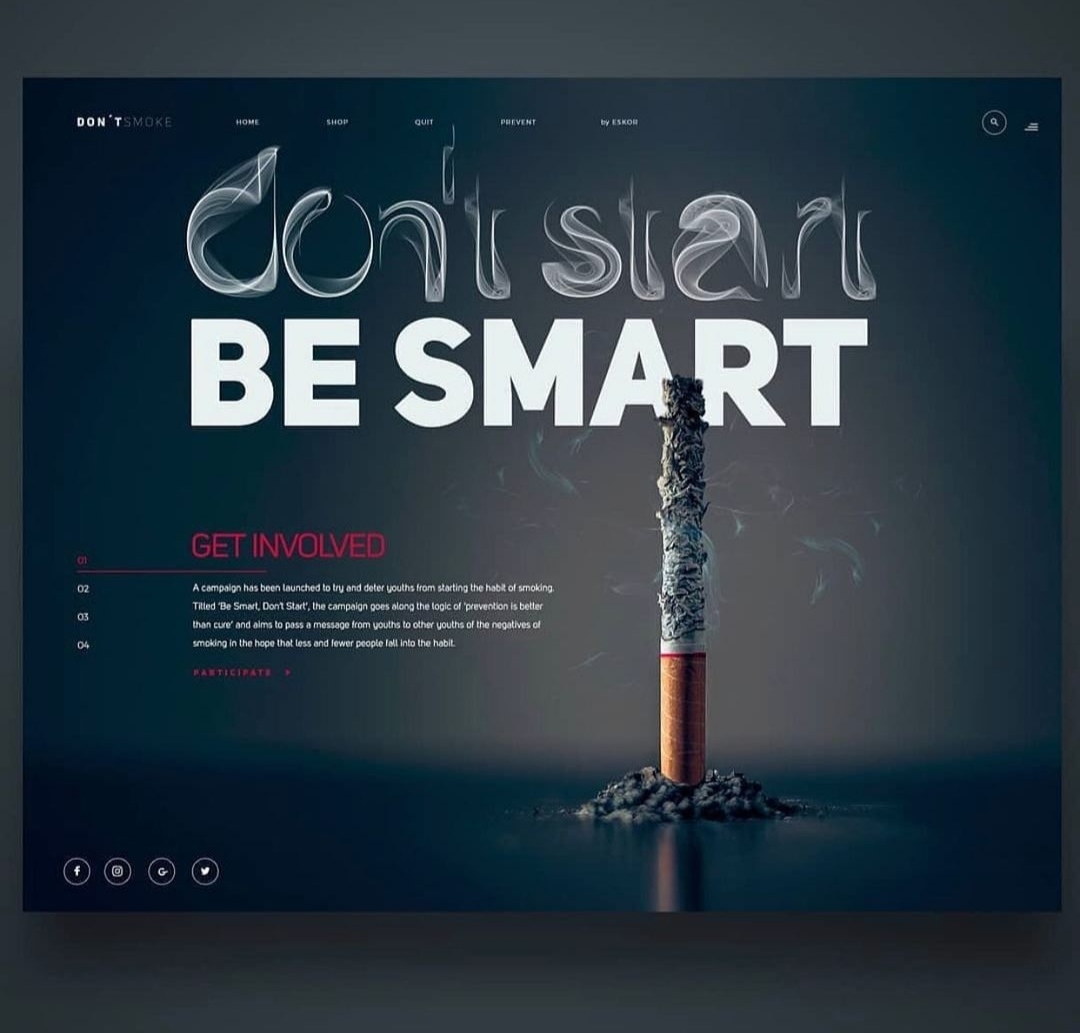 DON´TSMOKE HOME SHOP QUIT PREVENT by ESKOR
don't start
BE SMART
GET INVOLVED
01
02
03
04
A campaign has been launched to try and deter youths from starting the habit of smoking.
Titled 'Be Smart, Don't Start', the campaign goes along the logic of 'prevention is better
than cure' and aims to pass a message from youths to other youths of the negatives of
smoking in the hope that less and fewer people fall into the habit.
PARTICIPATE